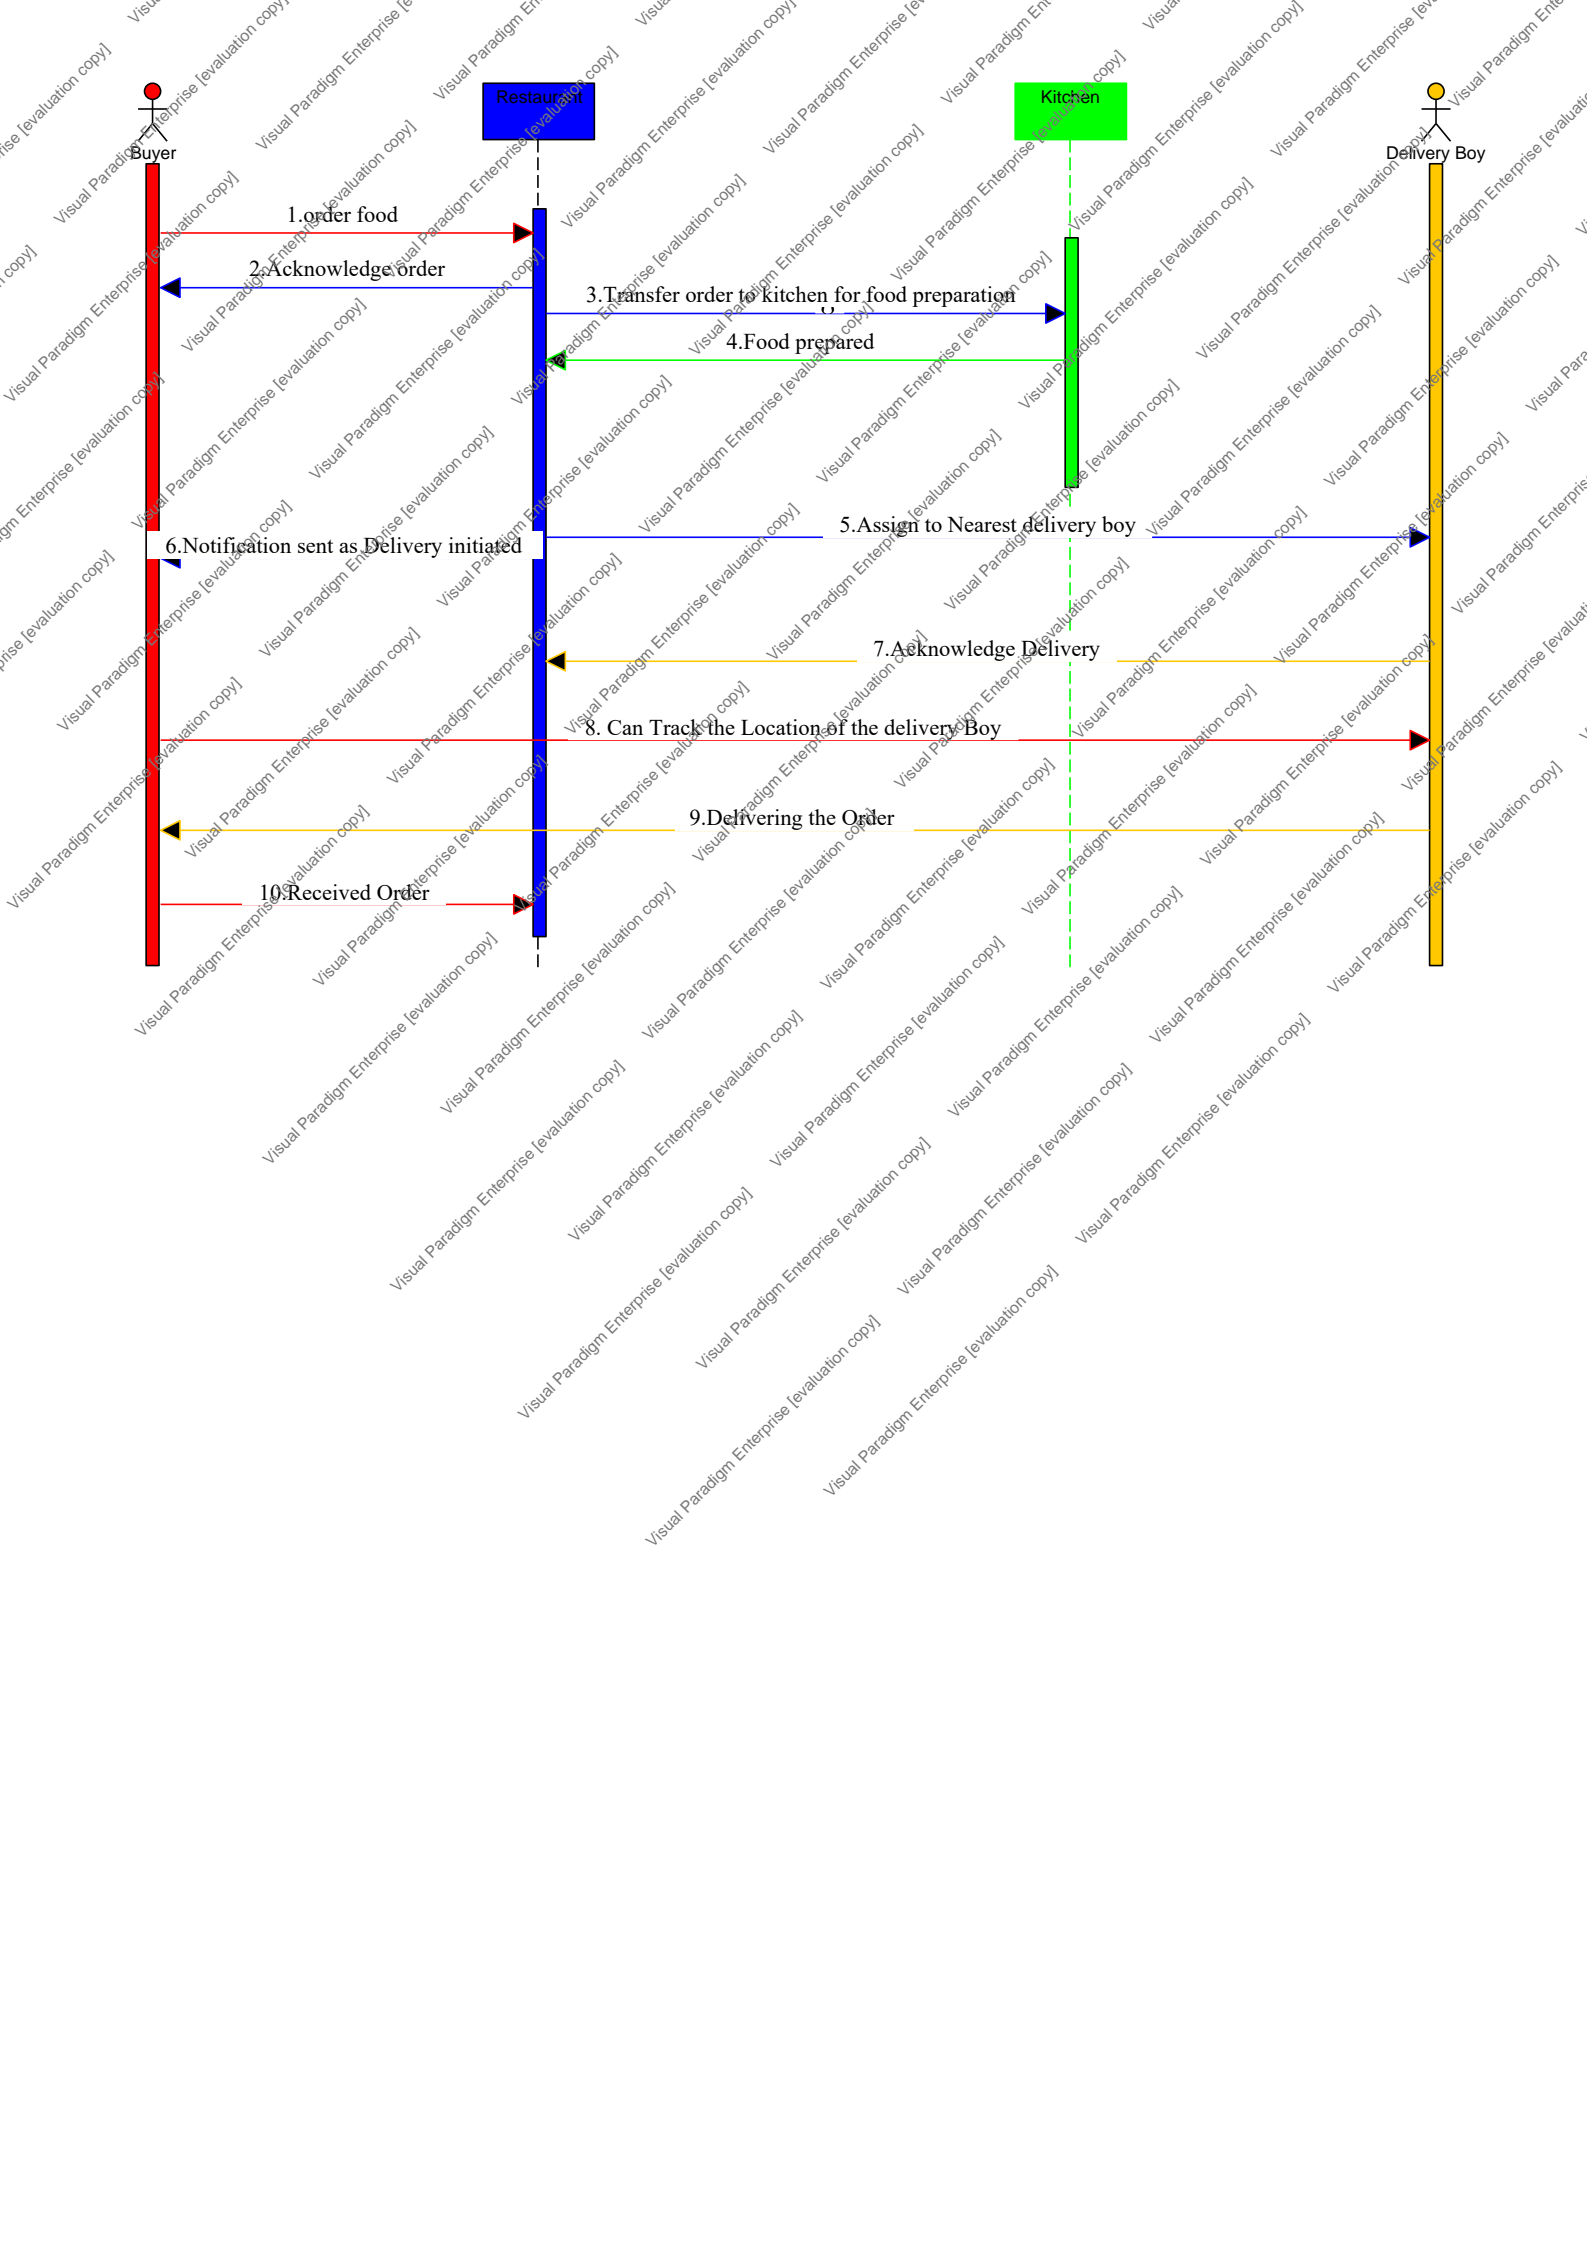 Buyer
Restaurant
Kitchen
Delivery Boy
1.order food
2.Acknowledge order
3.Transfer order to kitchen for food preparation
4.Food prepared
5.Assign to Nearest delivery boy
6.Notification sent as Delivery initiated
7.Acknowledge Delivery
8. Can Track the Location of the delivery Boy
9.Delivering the Order
10.Received Order
Visual Paradigm Enterprise [evaluation copy]